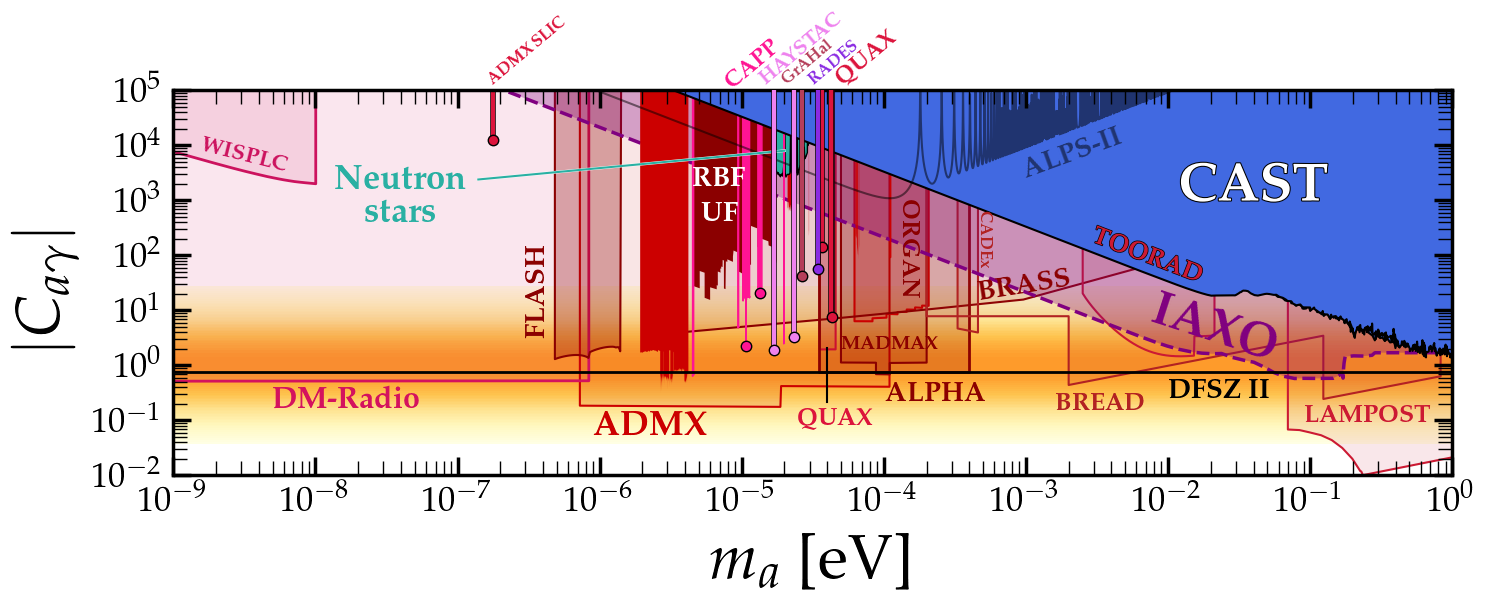 ADMX SLIC
CAPP
HAYSTAC
GrAHal
RADES
QUAX
|C_{aγ}|
10^5
10^4
10^3
10^2
10^1
10^0
10^{−1}
10^{−2}
WISPLC
Neutron
stars
FLASH
RBF
UF
ORGAN
CADEx
ALPS-II
CAST
TOORAD
BRASS
IAXO
MADMAX
DM-Radio
ADMX
QUAX
ALPHA
BREAD
DFSZ II
LAMPOST
10^{−9}
10^{−8}
10^{−7}
10^{−6}
10^{−5}
10^{−4}
10^{−3}
10^{−2}
10^{−1}
10^0
m_a [eV]